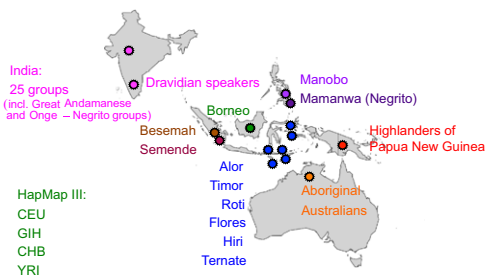 India:
25 groups
(incl. Great Andamanese
and Onge – Negrito groups)
Dravidian speakers
Manobo
Mamanwa (Negrito)
Borneo
Besemah
Semende
Highlanders of
Papua New Guinea
Alor
Timor
Roti
Flores
Hiri
Ternate
Aboriginal
Australians
HapMap III:
CEU
GIH
CHB
YRI